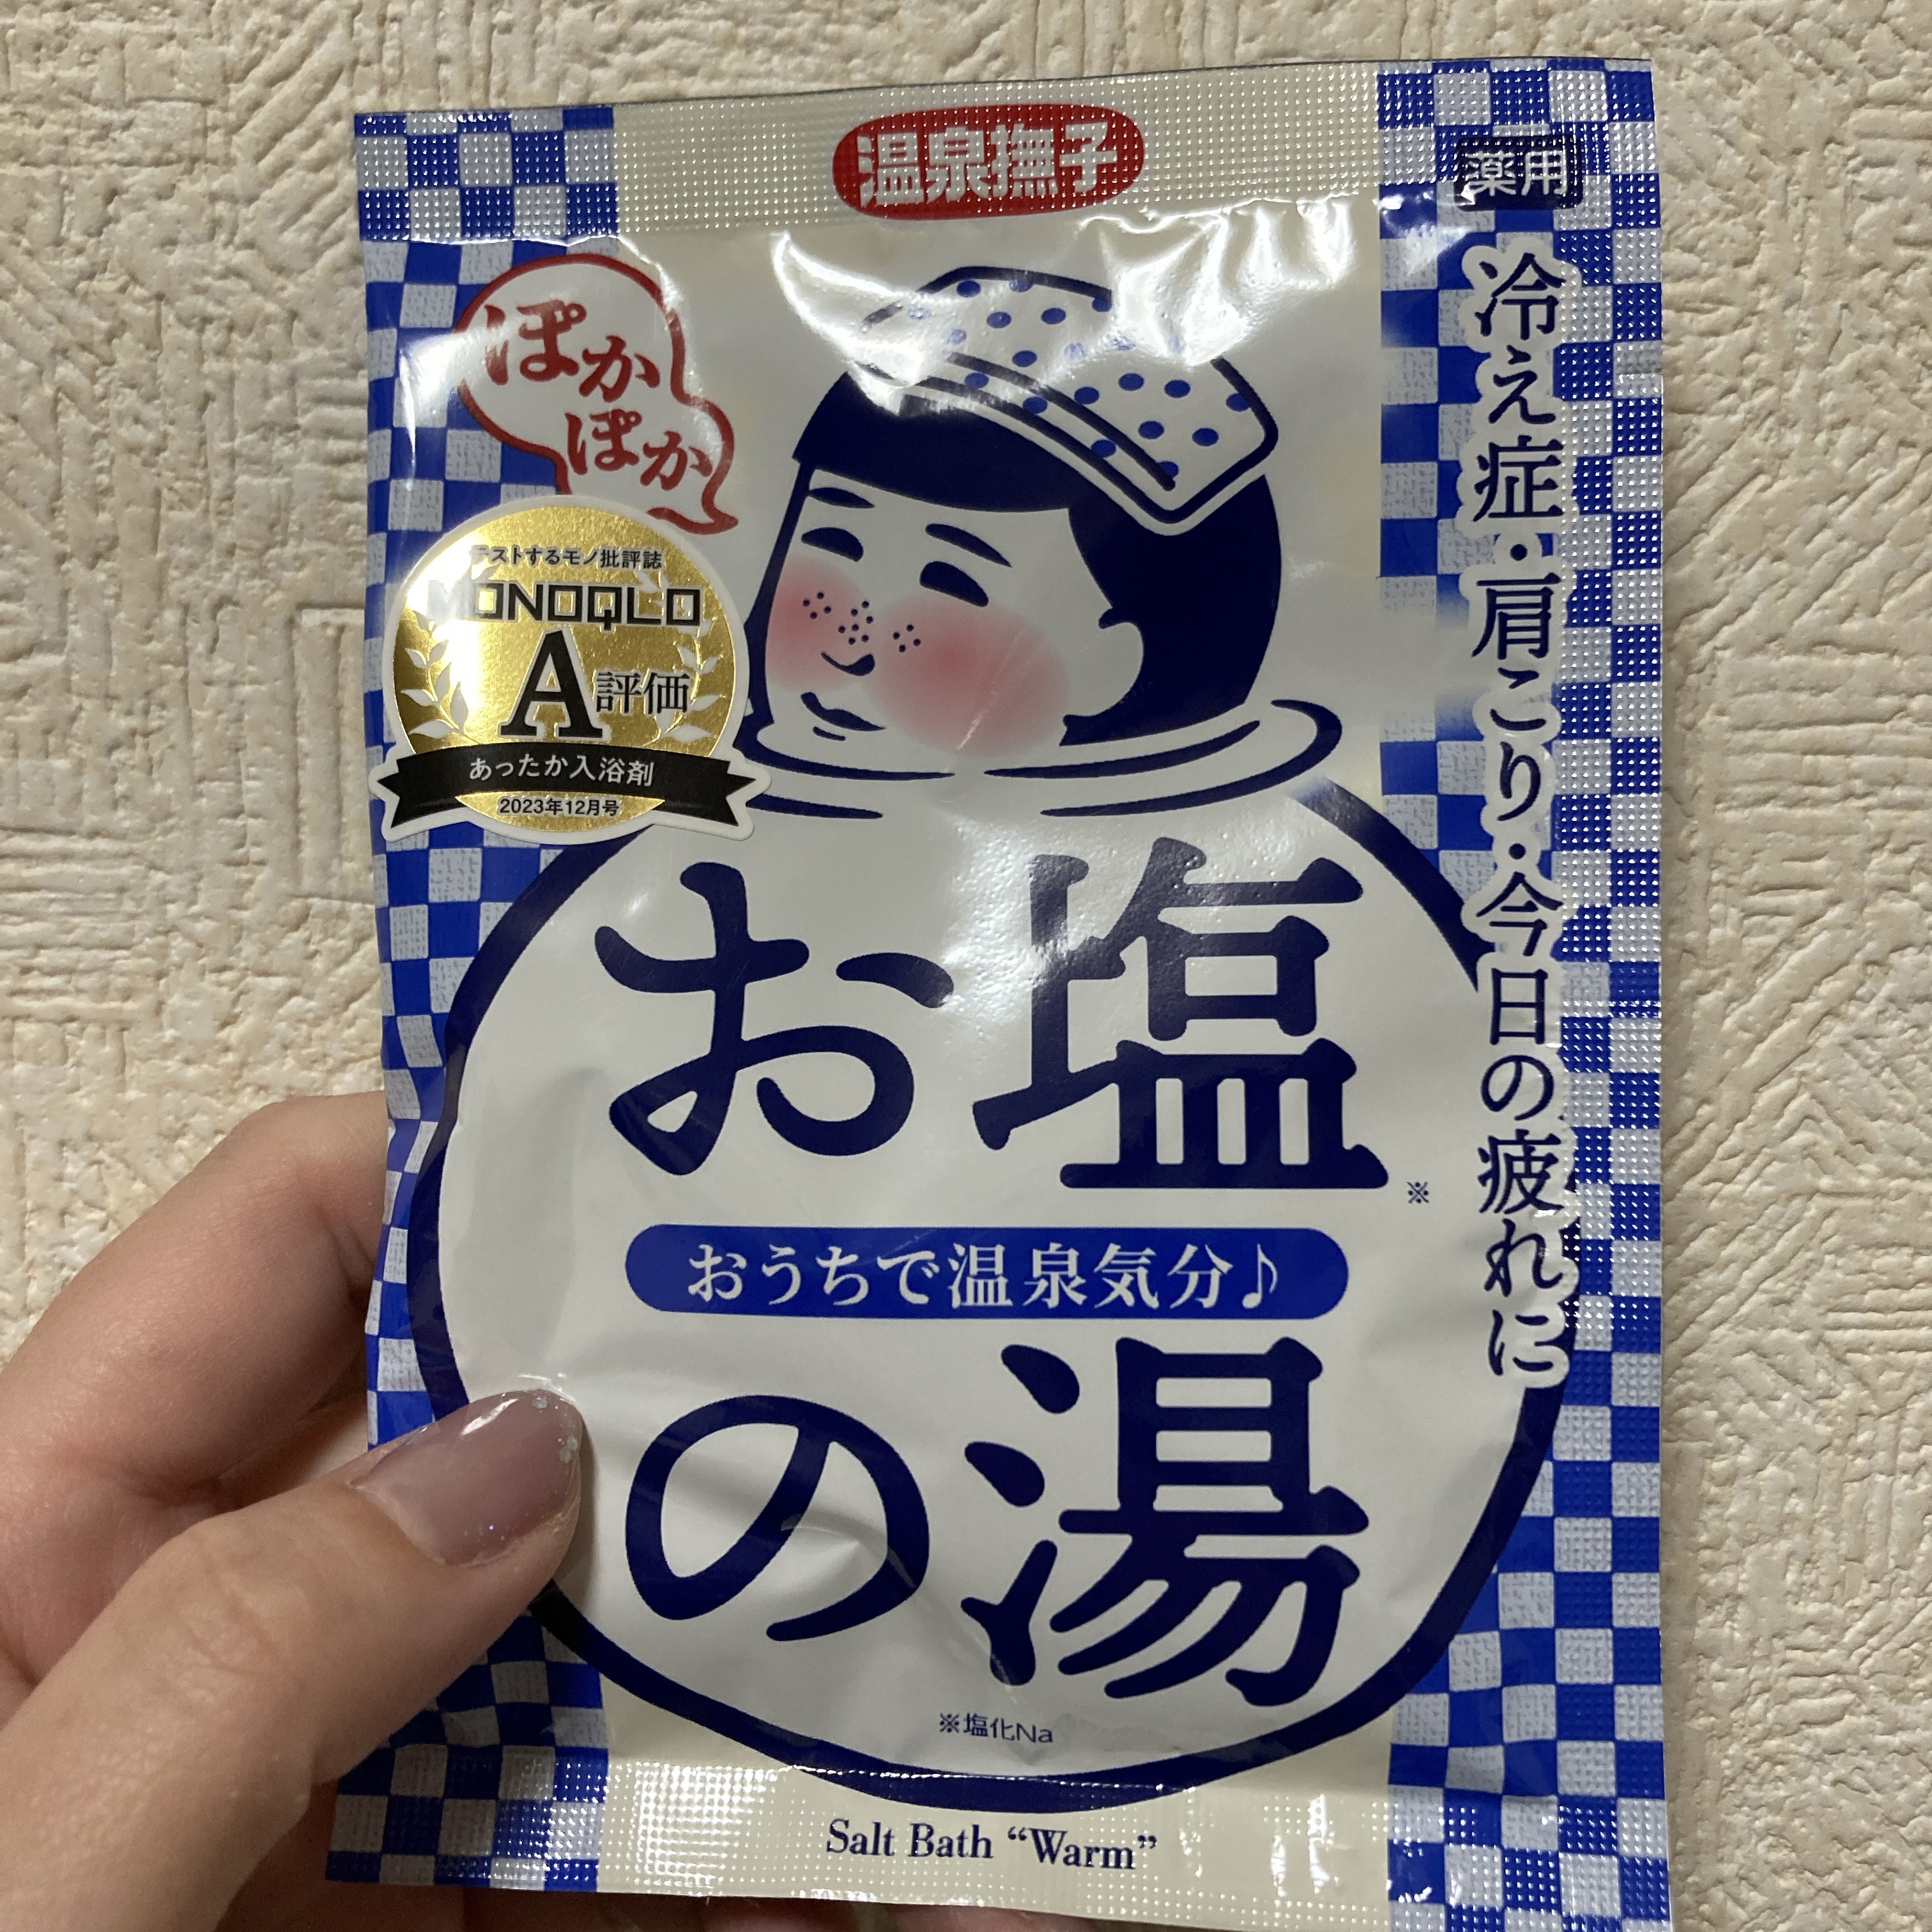 温泉撫子
薬用
冷え症・肩こり・今日の疲れに
ぽかぽか
テストするモノ批評誌
MONOQLO
A評価
あったか入浴剤
2023年12月号
お塩※
おうちで温泉気分♪
の湯
※塩化Na
Salt Bath “Warm”